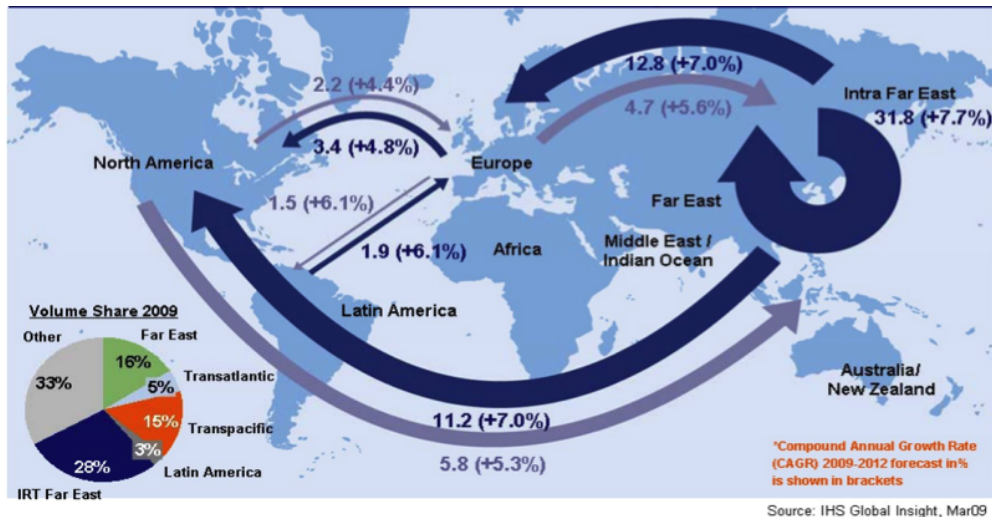 2.2 (+4.4%)
12.8 (+7.0%)
4.7 (+5.6%)
Intra Far East
31.8 (+7.7%)
3.4 (+4.8%)
North America
Europe
1.5 (+6.1%)
Far East
1.9 (+6.1%)
Africa
Middle East /
Indian Ocean
Latin America
Volume Share 2009
Other
Far East
16%
33%
5%
Transatlantic
15%
Transpacific
3%
Latin America
28%
IRT Far East
Australia/
New Zealand
11.2 (+7.0%)
5.8 (+5.3%)
*Compound Annual Growth Rate
(CAGR) 2009-2012 forecast in%
is shown in brackets
Source: IHS Global Insight, Mar09